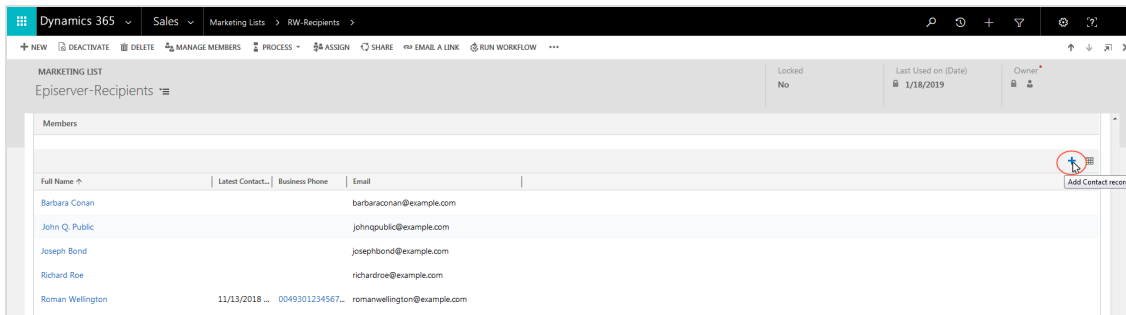 Dynamics 365 Sales Marketing Lists > RW-Recipients >
NEW DEACTIVATE DELETE MANAGE MEMBERS PROCESS ASSIGN SHARE EMAIL A LINK RUN WORKFLOW •••
MARKETING LIST Locked Last Used on (Date) Owner*
Episerver-Recipients No 1/18/2019
Members
Add Contact recor
Full Name Latest Contact... Business Phone Email
Barbara Conan barbaraconan@example.com
John Q. Public johnqpublic@example.com
Joseph Bond josephbond@example.com
Richard Roe richardroe@example.com
Roman Wellington 11/13/2018 ... 0049301234567... romanwellington@example.com